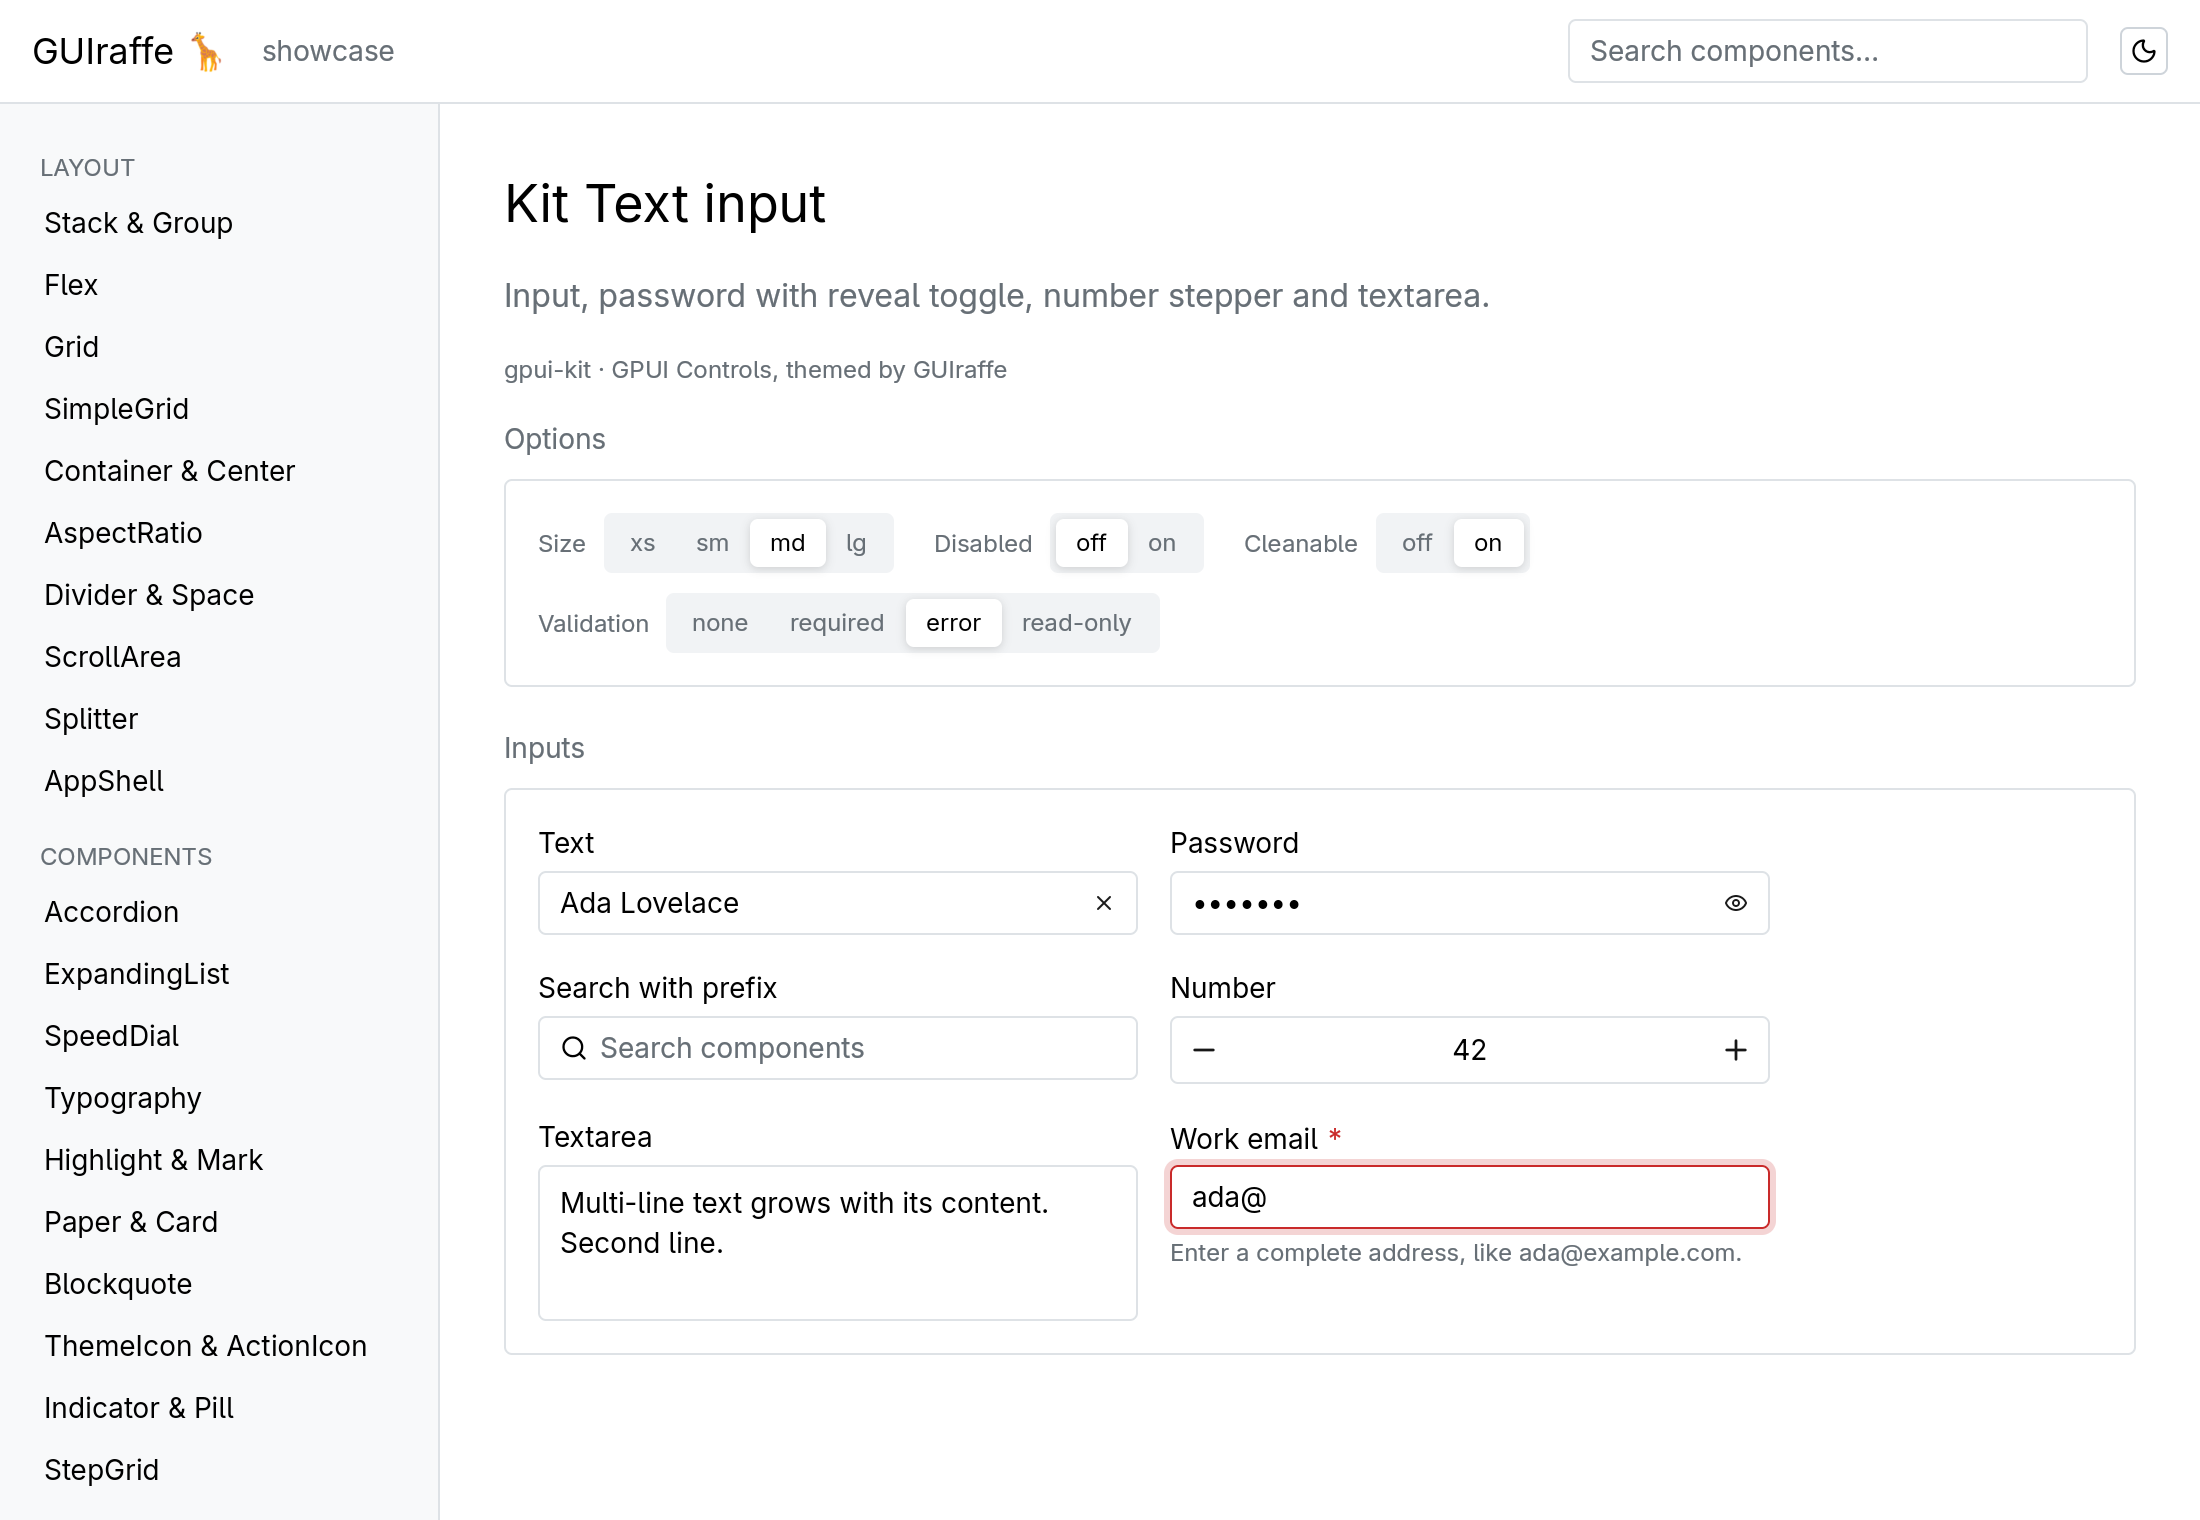 GUIraffe 🦒 showcase Search components...
LAYOUT
Stack & Group
Flex
Grid
SimpleGrid
Container & Center
AspectRatio
Divider & Space
ScrollArea
Splitter
AppShell
COMPONENTS
Accordion
ExpandingList
SpeedDial
Typography
Highlight & Mark
Paper & Card
Blockquote
ThemeIcon & ActionIcon
Indicator & Pill
StepGrid
Kit Text input
Input, password with reveal toggle, number stepper and textarea.
gpui-kit · GPUI Controls, themed by GUIraffe
Options
Size xs sm md lg Disabled off on Cleanable off on
Validation none required error read-only
Inputs
Text
Ada Lovelace
Password
•••••••
Search with prefix
Search components
Number
42
Textarea
Multi-line text grows with its content.
Second line.
Work email *
ada@
Enter a complete address, like ada@example.com.